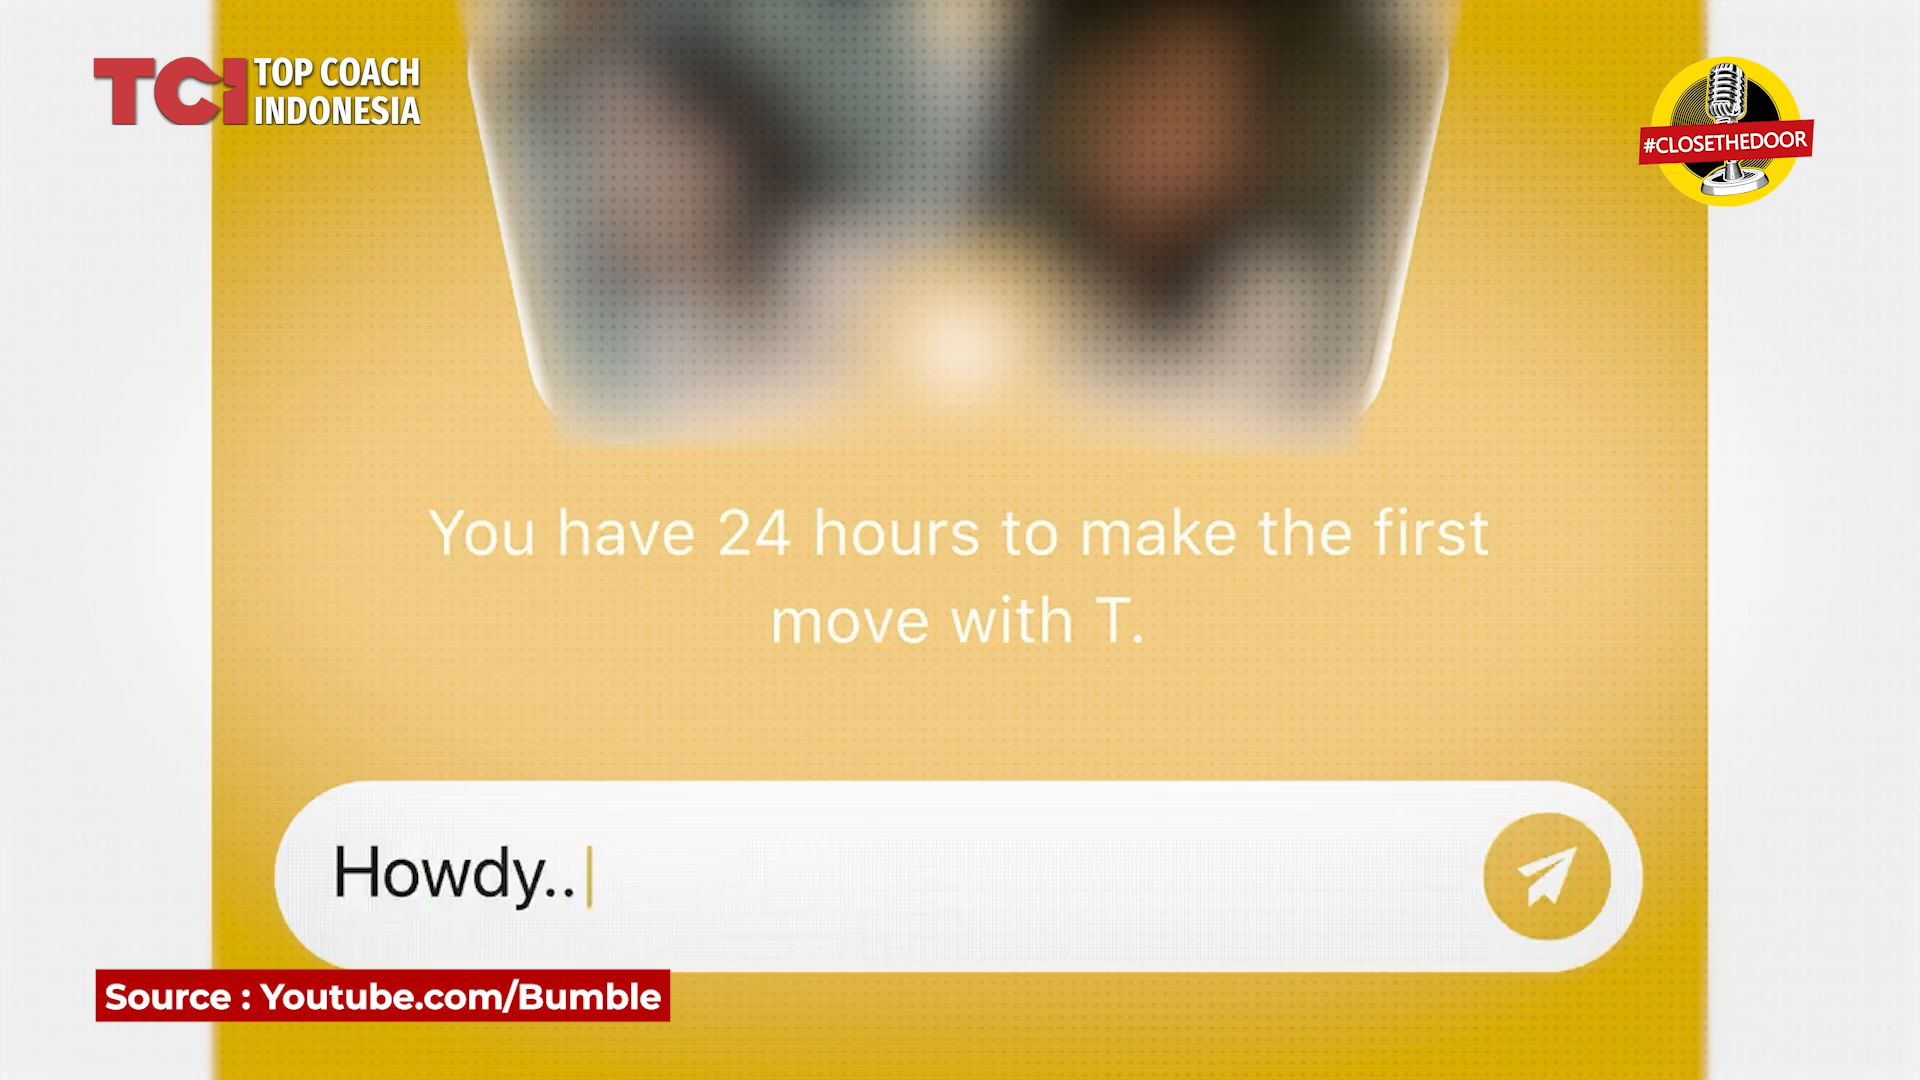 TCI TOP COACH
INDONESIA
#CLOSETHEDOOR
You have 24 hours to make the first
move with T.
Howdy..
Source : Youtube.com/Bumble